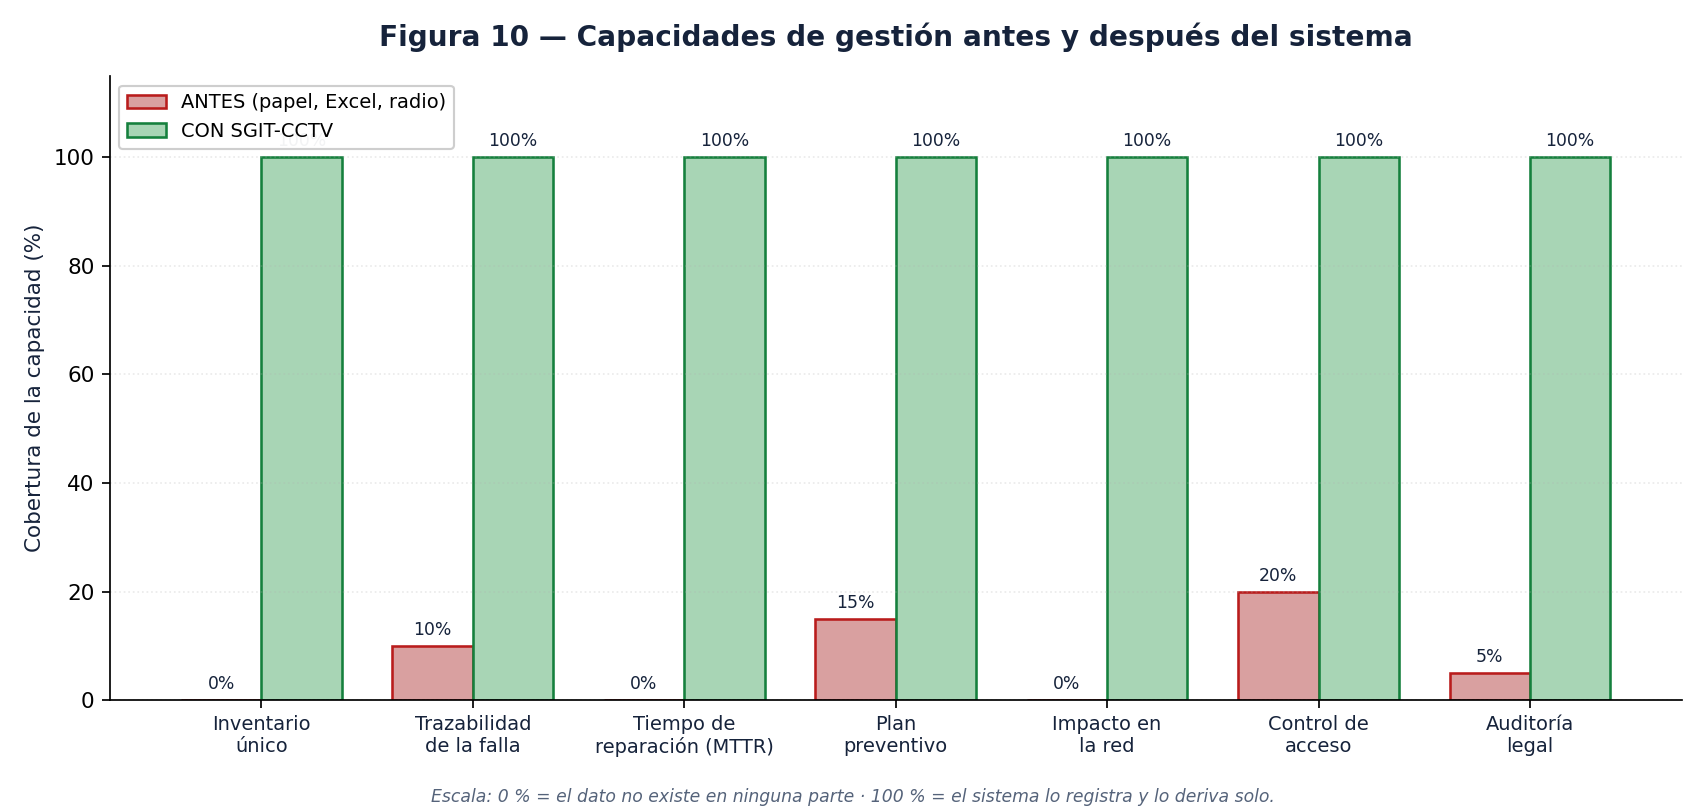 Figura 10 — Capacidades de gestión antes y después del sistema
ANTES (papel, Excel, radio)
CON SGIT-CCTV
100%
100%
100%
100%
100%
100%
100%
Cobertura de la capacidad (%)
100
80
60
40
20
0
0%
10%
0%
15%
0%
20%
5%
Inventario
único
Trazabilidad
de la falla
Tiempo de
reparación (MTTR)
Plan
preventivo
Impacto en
la red
Control de
acceso
Auditoría
legal
Escala: 0 % = el dato no existe en ninguna parte · 100 % = el sistema lo registra y lo deriva solo.